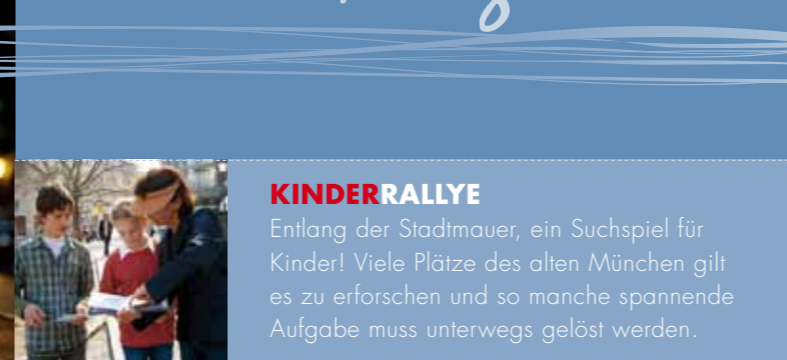 KINDERRALLYE
Entlang der Stadtmauer, ein Suchspiel für
Kinder! Viele Plätze des alten München gilt
es zu erforschen und so manche spannende
Aufgabe muss unterwegs gelöst werden.